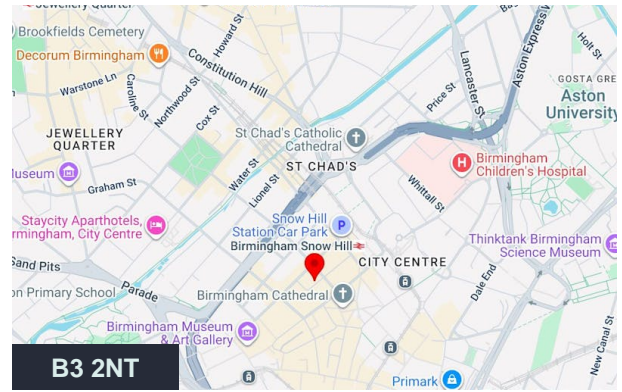 Jewellery Quarter
Brookfields Cemetery
Decorum Birmingham
Howard St
Constitution Hill
Warstone Ln
Caroline St
Northwood St
Cox St
Lancaster St
Aston Express
Holt St
GOSTA GRE
Aston
University
Price St
St Chad's Catholic
Cathedral
JEWELLERY
QUARTER
ST CHAD'S
H
Birmingham
Children's Hospital
Museum
Graham St
Water St
Lionel St
Whittall St
Staycity Aparthotels,
rmingham, City Centre
Snow Hill
Station Car Park
P
Birmingham Snow Hill
CITY CENTRE
Thinktank Birmingham
Science Museum
Sand Pits
on Primary School
Parade
Birmingham Cathedral
Dale End
Birmingham Museum
& Art Gallery
New Canal St
Primark
B3 2NT